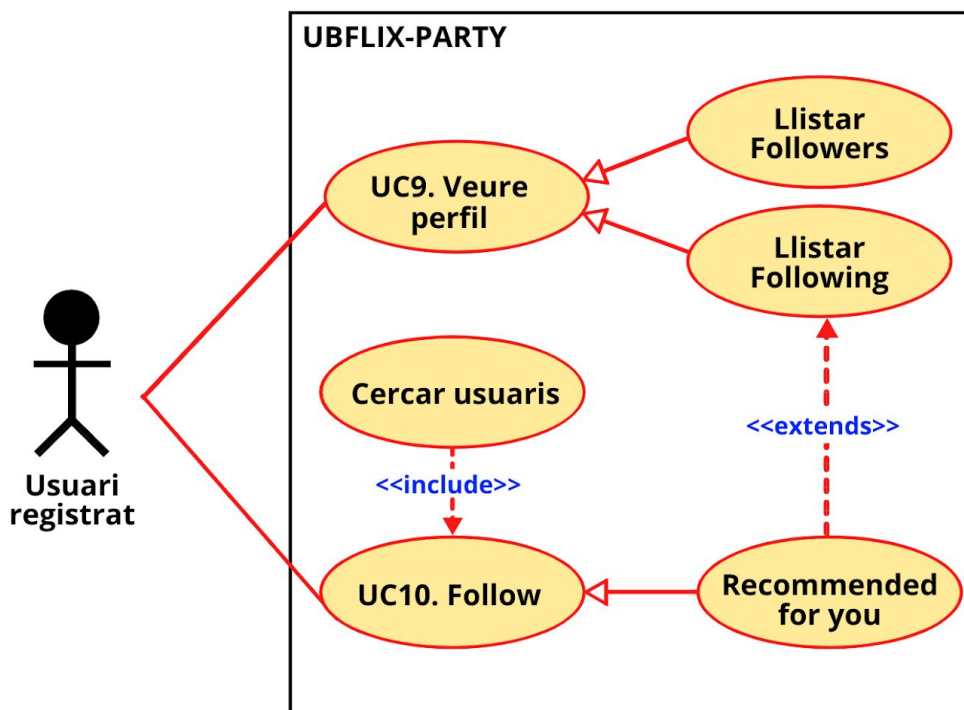 UBFLIX-PARTY
Llistar
Followers
UC9. Veure
perfil
Llistar
Following
Cercar usuaris
<<extends>>
<<include>>
Usuari
registrat
UC10. Follow
Recommended
for you